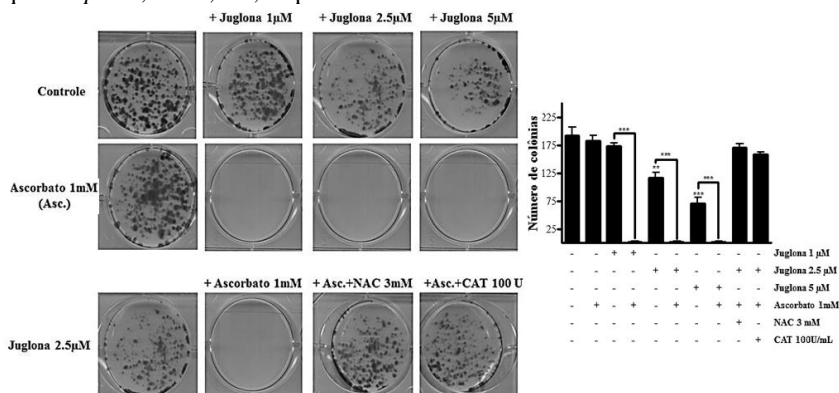 + Juglona 1µM + Juglona 2.5µM + Juglona 5µM
Controle
Ascorbato 1mM
(Asc.)
+ Ascorbato 1mM + Asc.+NAC 3mM +Asc.+CAT 100 U
Juglona 2.5µM
Número de colônias
225
175
125
75
25
***
**
***
***
***
- - + + - - - - - - Juglona 1 µM
- - - - + + - - + + Juglona 2.5 µM
- - - - - - + + - - Juglona 5 µM
- + - + - + - + + + Ascorbato 1mM
- - - - - - - - + - NAC 3 mM
- - - - - - - - - + CAT 100U/mL